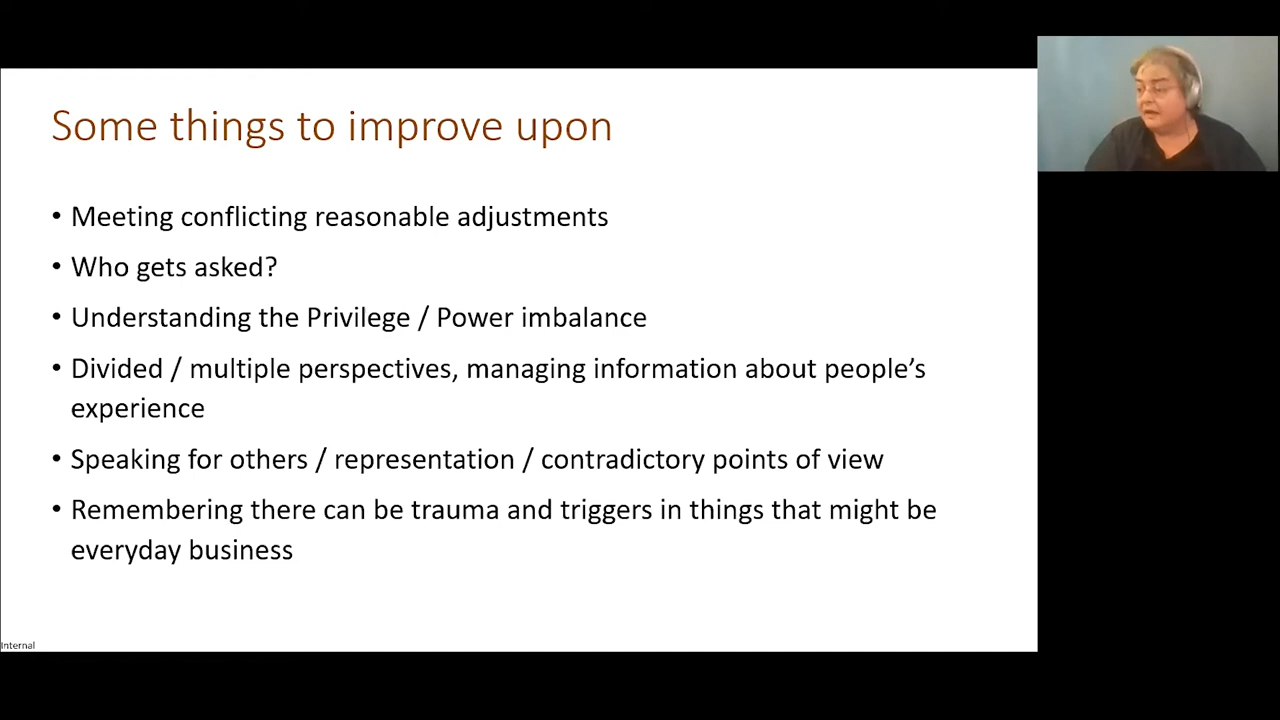 Some things to improve upon
• Meeting conflicting reasonable adjustments
• Who gets asked?
• Understanding the Privilege / Power imbalance
• Divided / multiple perspectives, managing information about people’s
experience
• Speaking for others / representation / contradictory points of view
• Remembering there can be trauma and triggers in things that might be
everyday business
Internal